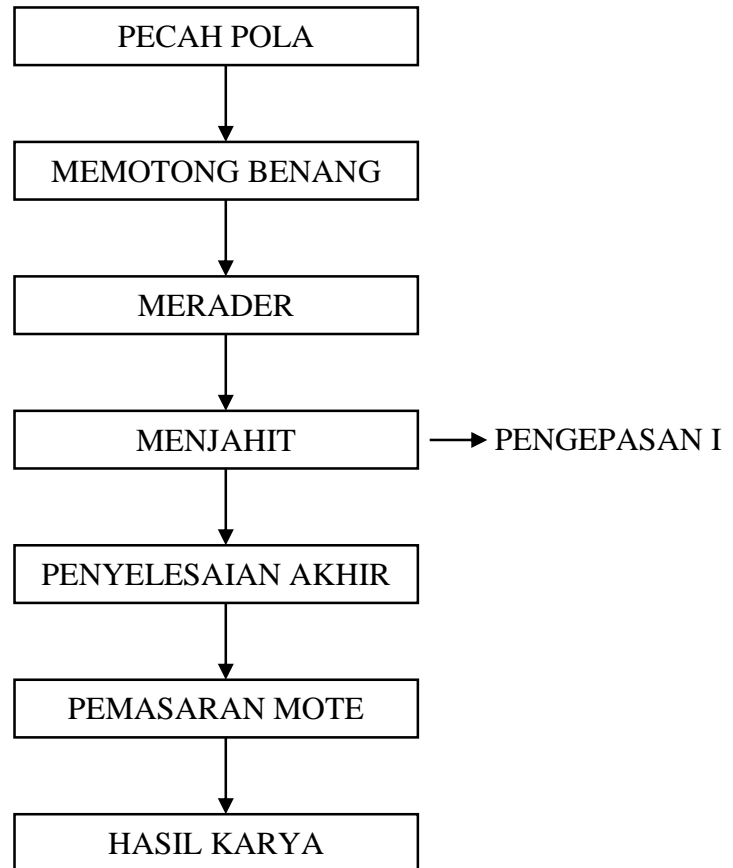 PECAH POLA
MEMOTONG BENANG
MERADER
MENJAHIT
PENGEPASAN I
PENYELESAIAN AKHIR
PEMASARAN MOTE
HASIL KARYA